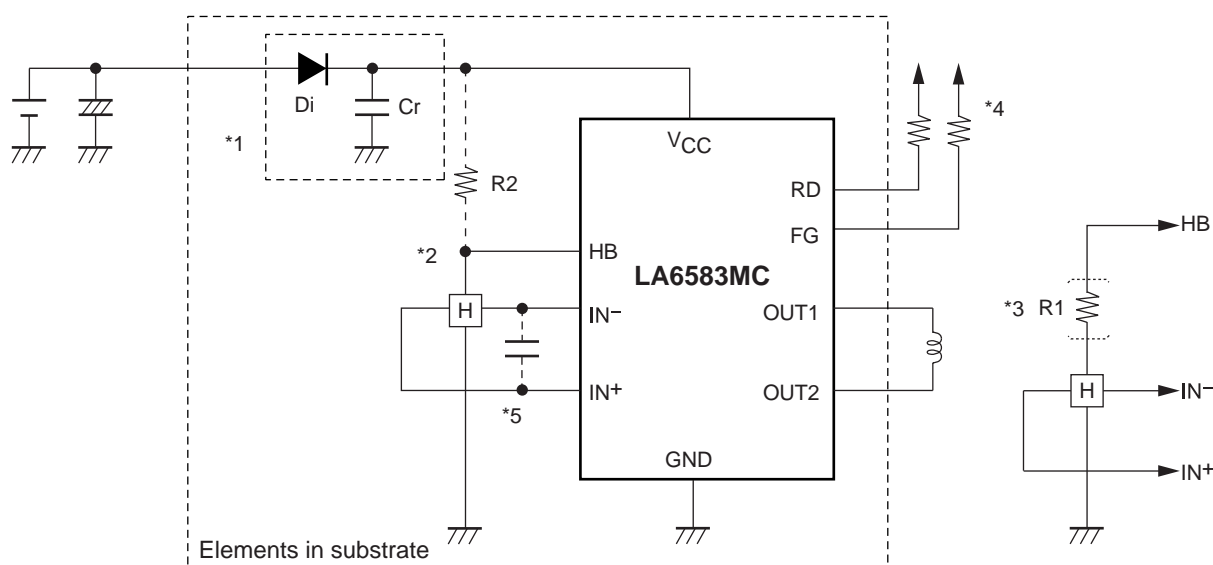 Di
Cr
*1
*4
VCC
R2
RD
FG
HB
*2
HB
LA6583MC
H
IN−
OUT1
*3 R1
IN+
OUT2
*5
H
IN−
GND
IN+
Elements in substrate